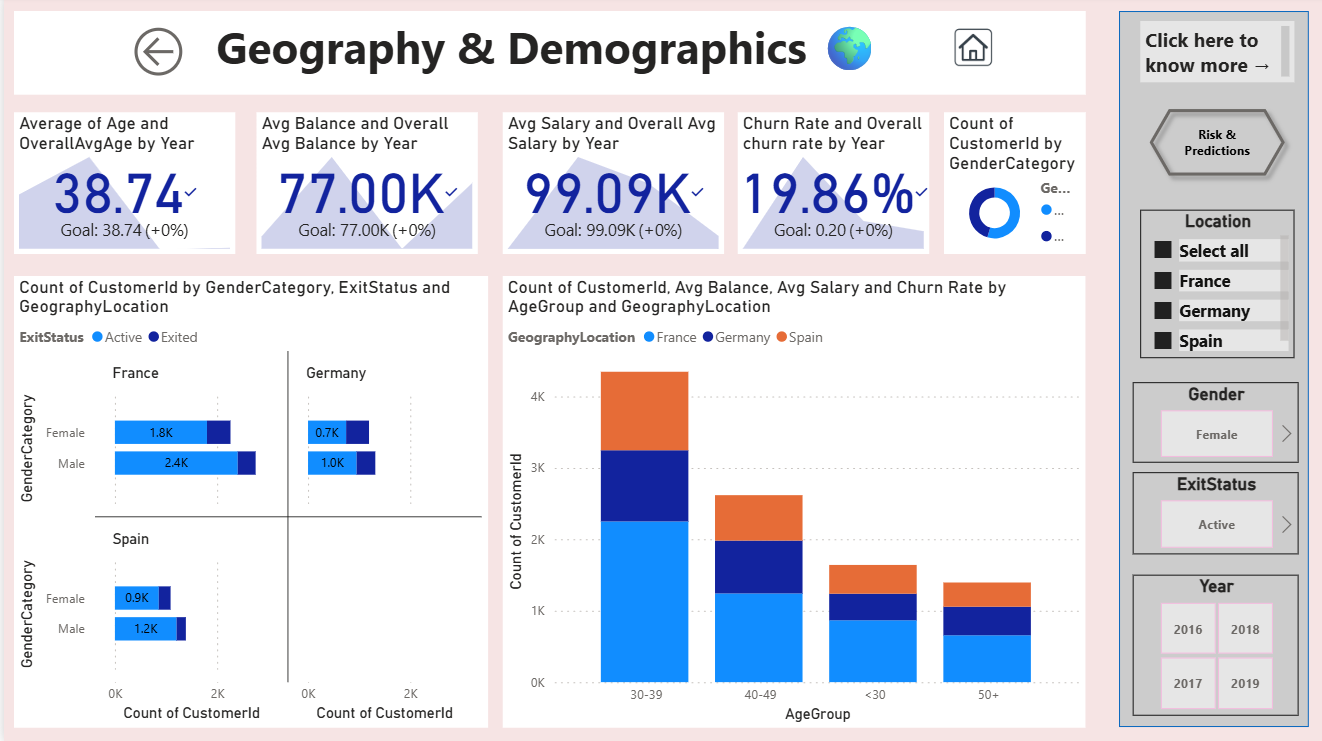 Geography & Demographics
Click here to
know more →
Risk &
Predictions
Average of Age and
OverallAvgAge by Year
38.74
Goal: 38.74 (+0%)
Avg Balance and Overall
Avg Balance by Year
77.00K
Goal: 77.00K (+0%)
Avg Salary and Overall Avg
Salary by Year
99.09K
Goal: 99.09K (+0%)
Churn Rate and Overall
churn rate by Year
19.86%
Goal: 0.20 (+0%)
Count of
CustomerId by
GenderCategory
Ge...
...
...
Location
Select all
France
Germany
Spain
Gender
Female
ExitStatus
Active
Year
2016 2018
2017 2019
Count of CustomerId by GenderCategory, ExitStatus and
GeographyLocation
ExitStatus Active Exited
France
Germany
GenderCategory
Female
1.8K
0.7K
Male
2.4K
1.0K
Spain
GenderCategory
Female
0.9K
Male
1.2K
0K 2K 0K 2K
Count of CustomerId Count of CustomerId
Count of CustomerId, Avg Balance, Avg Salary and Churn Rate by
AgeGroup and GeographyLocation
GeographyLocation France Germany Spain
Count of CustomerId
4K
3K
2K
1K
0K
30-39 40-49 <30 50+
AgeGroup